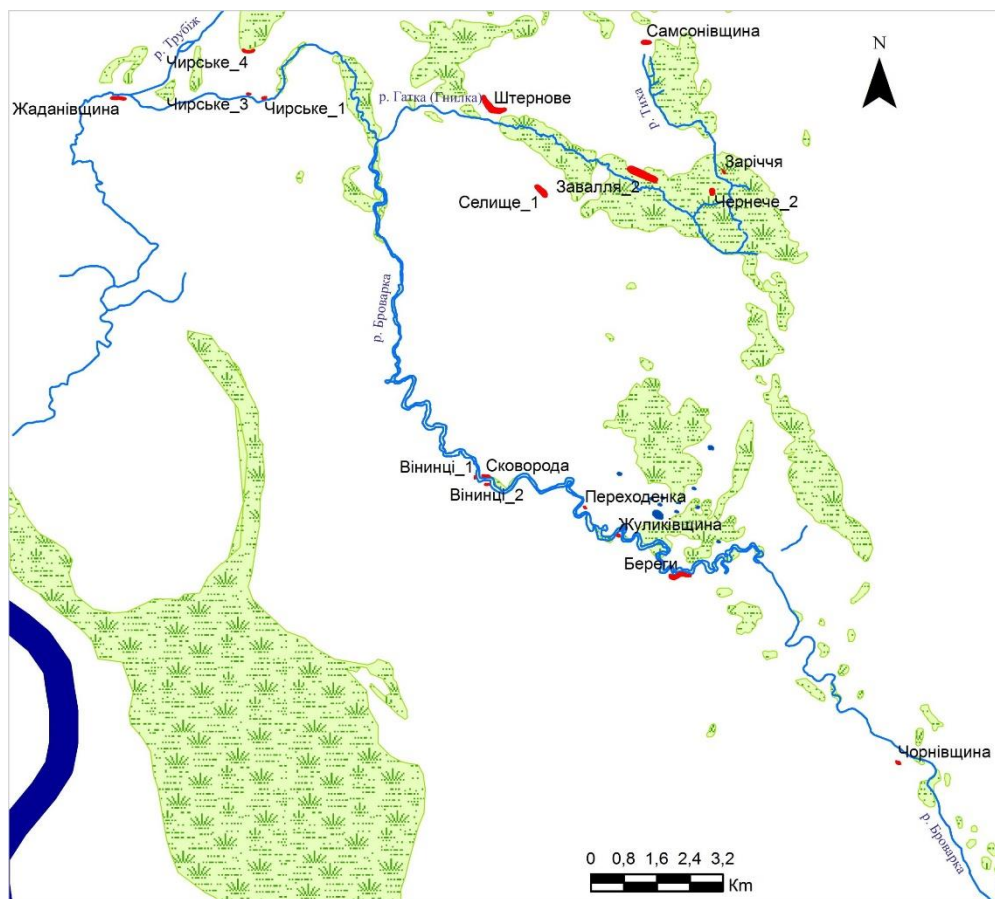 р. Трубіж
Самсонівщина
N
Чирське_4
Жаданівщина
Чирське_3
Чирське_1
р. Гатка (Гнилка)
Штернове
р. Тиха
Заріччя
Завалля_2
Селище_1
Чернече_2
р. Броварка
Вінинці_1
Сковорода
Вінинці_2
Переходенка
Жуликівщина
Береги
Чорнівщина
р. Броварка
0 0,8 1,6 2,4 3,2
Km